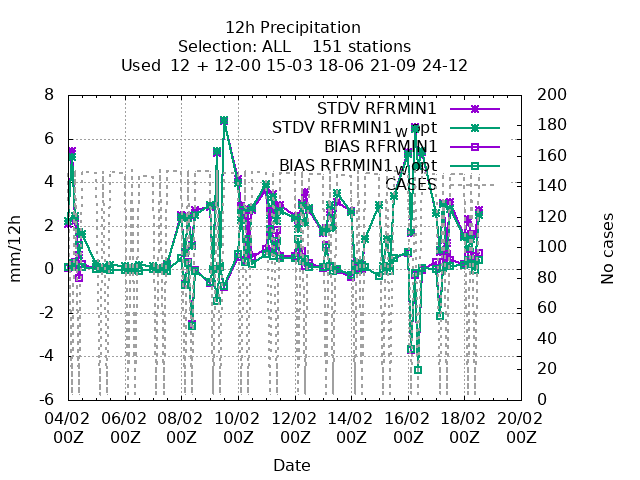 12h Precipitation
Selection: ALL 151 stations
Used 12 + 12-00 15-03 18-06 21-09 24-12
STDV RFRMIN1
STDV RFRMIN1_W opt
BIAS RFRMIN1
BIAS RFRMIN1_W opt
CASES
8
6
4
2
0
-2
-4
-6
mm/12h
200
180
160
140
120
100
80
60
40
20
0
No cases
04/02 06/02 08/02 10/02 12/02 14/02 16/02 18/02 20/02
00Z 00Z 00Z 00Z 00Z 00Z 00Z 00Z 00Z
Date